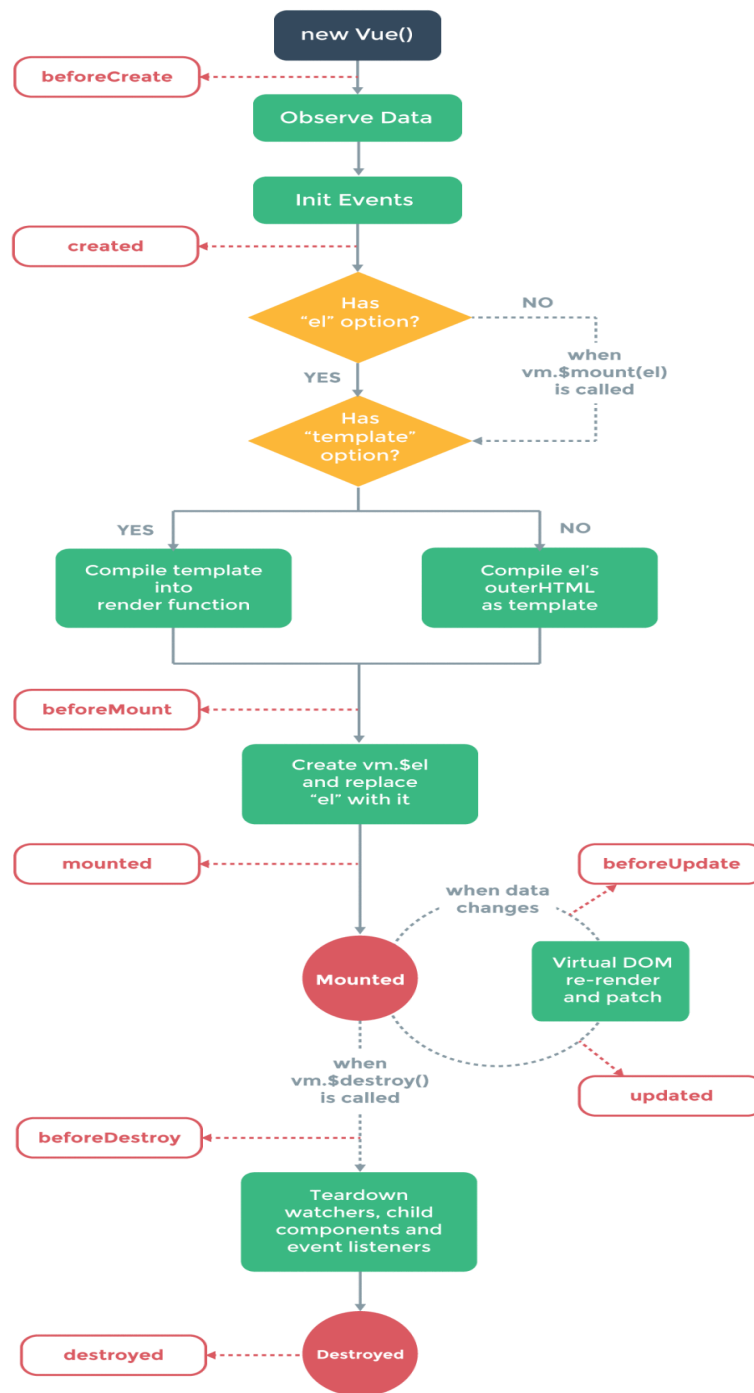 new Vue()
beforeCreate
Observe Data
Init Events
created
Has
“el” option?
NO
when
vm.$mount(el)
is called
YES
Has
“template”
option?
YES
NO
Compile template
into
render function
Compile el’s
outerHTML
as template
beforeMount
Create vm.$el
and replace
“el” with it
mounted
beforeUpdate
when data
changes
Mounted
Virtual DOM
re-render
and patch
when
vm.$destroy()
is called
updated
beforeDestroy
Teardown
watchers, child
components and
event listeners
destroyed
Destroyed